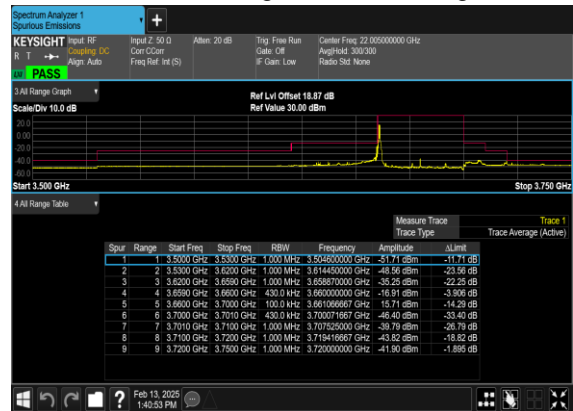 Spectrum Analyzer 1
Spurious Emissions
+
KEYSIGHT Input: RF Input Z: 50 Ω Atten: 20 dB Trig: Free Run Center Freq: 22.005000000 GHz
R T Coupling: DC Corr CCorr Gate: Off Avg|Hold: 300/300
Align: Auto Freq Ref: Int (S) IF Gain: Low Radio Std: None
PASS
3 All Range Graph
Ref Lvl Offset 18.87 dB
Scale/Div 10.0 dB Ref Value 30.00 dBm
20.0
0.00
-20.0
-40.0
-60.0
Start 3.500 GHz Stop 3.750 GHz
4 All Range Table
Measure Trace Trace 1
Trace Type Trace Average (Active)
Spur Range Start Freq Stop Freq RBW Frequency Amplitude ΔLimit
1 1 3.5000 GHz 3.5300 GHz 1.000 MHz 3.504600000 GHz -51.71 dBm -11.71 dB
2 2 3.5300 GHz 3.6200 GHz 1.000 MHz 3.614450000 GHz -48.56 dBm -23.56 dB
3 3 3.6200 GHz 3.6590 GHz 1.000 MHz 3.658870000 GHz -35.25 dBm -22.25 dB
4 4 3.6590 GHz 3.6600 GHz 430.0 kHz 3.660000000 GHz -16.91 dBm -3.906 dB
5 5 3.6600 GHz 3.7000 GHz 100.0 kHz 3.661066667 GHz 15.71 dBm -14.29 dB
6 6 3.7000 GHz 3.7010 GHz 430.0 kHz 3.700071667 GHz -46.40 dBm -33.40 dB
7 7 3.7010 GHz 3.7100 GHz 1.000 MHz 3.707525000 GHz -39.79 dBm -26.79 dB
8 8 3.7100 GHz 3.7200 GHz 1.000 MHz 3.719416667 GHz -43.82 dBm -18.82 dB
9 9 3.7200 GHz 3.7500 GHz 1.000 MHz 3.720000000 GHz -41.90 dBm -1.895 dB
? Feb 13, 2025
1:40:53 PM